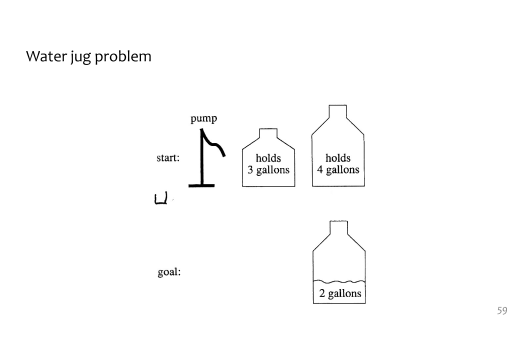 Water jug problem
pump
start:
holds
3 gallons
holds
4 gallons
goal:
2 gallons
59